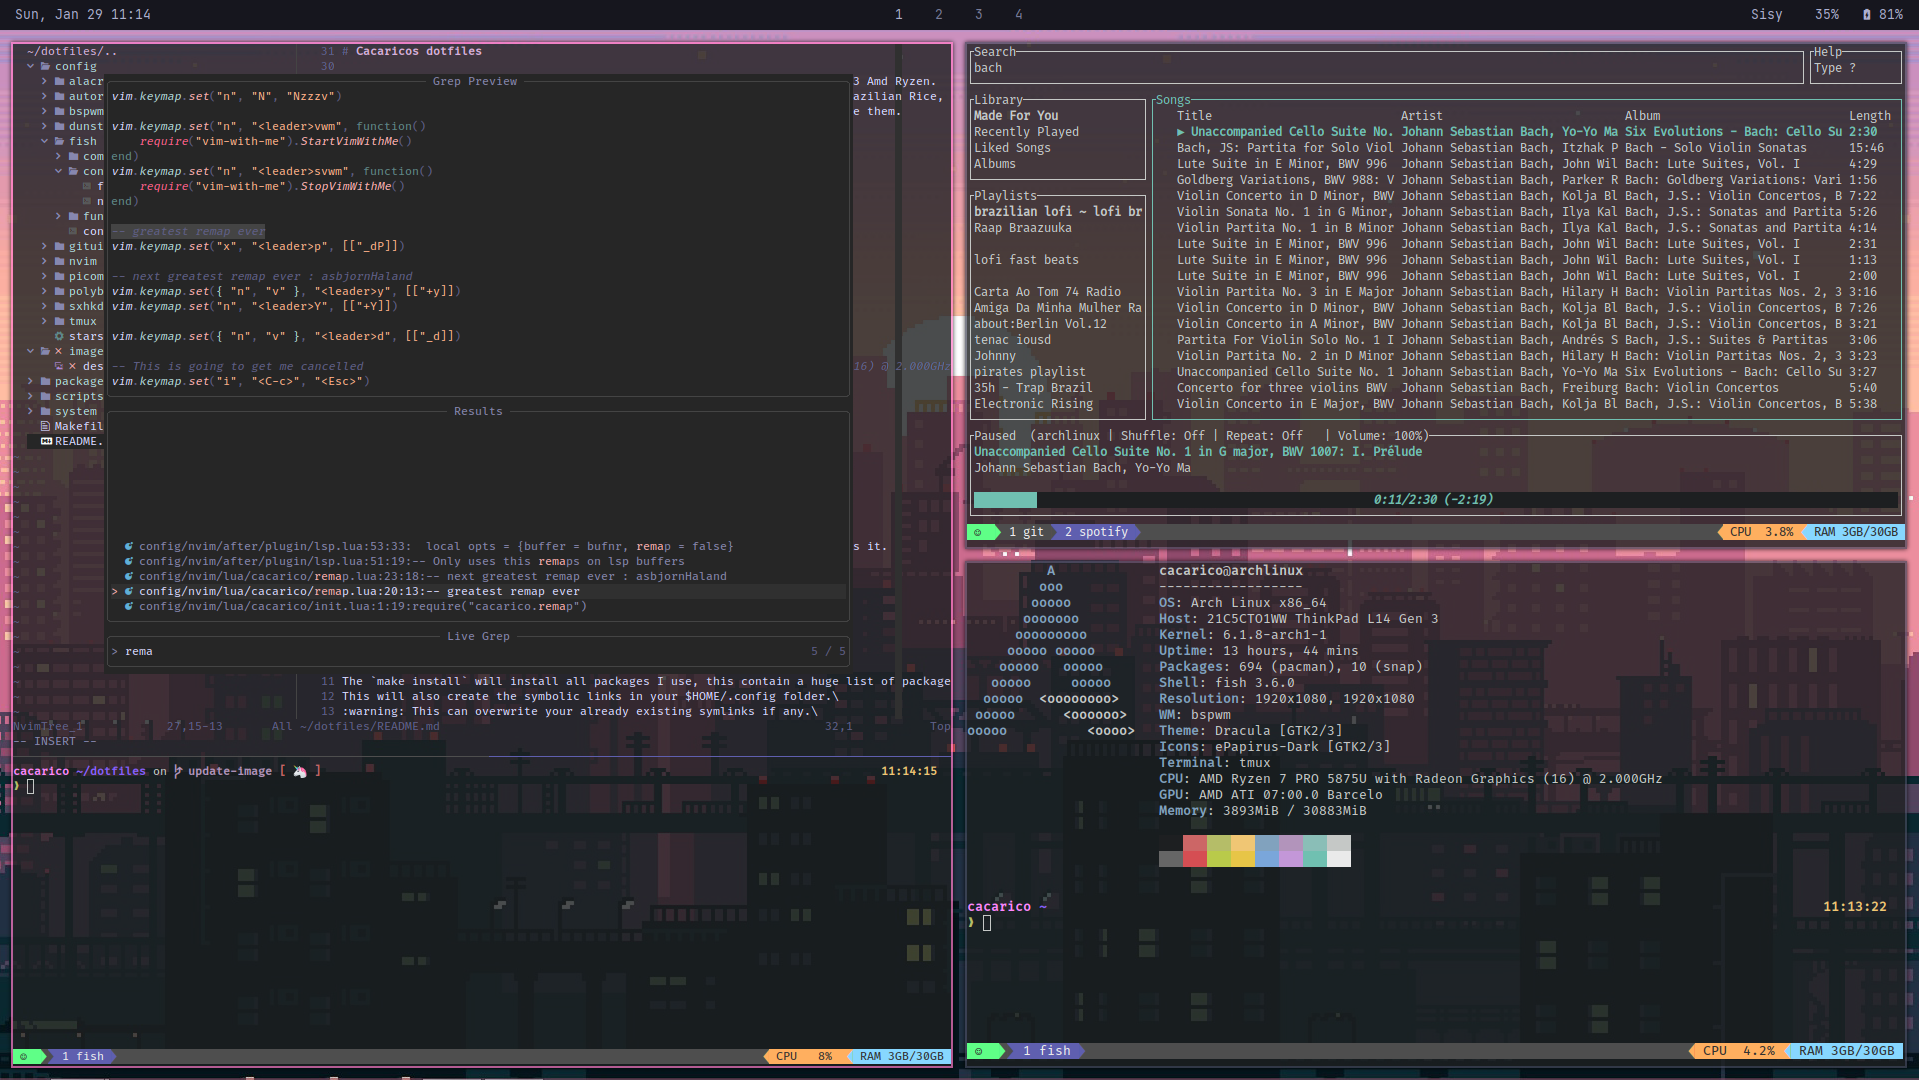 Sun, Jan 29 11:14
1 2 3 4
Sisy 35% 81%
~/dotfiles/..
config
alacr
autor
bspwm
dunst
fish
com
con
f
n
fun
con
gitui
nvim
picom
polyb
sxhkd
tmux
stars
image
des
package
scripts
system
Makefil
README.
31 # Cacaricos dotfiles
30
3 Amd Ryzen.
azilian Rice,
e them.
Grep Preview
vim.keymap.set("n", "N", "Nzzzv")
vim.keymap.set("n", "<leader>vwm", function()
require("vim-with-me").StartVimWithMe()
end)
vim.keymap.set("n", "<leader>svwm", function()
require("vim-with-me").StopVimWithMe()
end)
-- greatest remap ever
vim.keymap.set("x", "<leader>p", [["_dP]])
-- next greatest remap ever : asbjornHaland
vim.keymap.set({ "n", "v" }, "<leader>y", [["+y]])
vim.keymap.set("n", "<leader>Y", [["+Y]])
vim.keymap.set({ "n", "v" }, "<leader>d", [["_d]])
-- This is going to get me cancelled
vim.keymap.set("i", "<C-c>", "<Esc>")
16) @ 2.000GHz
Results
config/nvim/after/plugin/lsp.lua:53:33: local opts = {buffer = bufnr, remap = false}
s it.
config/nvim/after/plugin/lsp.lua:51:19:-- Only uses this remaps on lsp buffers
config/nvim/lua/cacarico/remap.lua:23:18:-- next greatest remap ever : asbjornHaland
> config/nvim/lua/cacarico/remap.lua:20:13:-- greatest remap ever
config/nvim/lua/cacarico/init.lua:1:19:require("cacarico.remap")
Live Grep
> rema 5 / 5
11 The `make install` will install all packages I use, this contain a huge list of package
12 This will also create the symbolic links in your $HOME/.config folder.\
13 :warning: This can overwrite your already existing symlinks if any.\
NvimTree_1 27,15-13 All ~/dotfiles/README.md 32,1 Top
-- INSERT --
cacarico ~/dotfiles on update-image [ 🦄 ] 11:14:15
❯
1 fish CPU 8% RAM 3GB/30GB
Search
bach
Help
Type ?
Library
Made For You
Recently Played
Liked Songs
Albums
Playlists
brazilian lofi ~ lofi br
Raap Braazuuka
lofi fast beats
Carta Ao Tom 74 Radio
Amiga Da Minha Mulher Ra
about:Berlin Vol.12
tenac iousd
Johnny
pirates playlist
35h - Trap Brazil
Electronic Rising
Songs
Title Artist Album Length
▶ Unaccompanied Cello Suite No. Johann Sebastian Bach, Yo-Yo Ma Six Evolutions - Bach: Cello Su 2:30
Bach, JS: Partita for Solo Viol Johann Sebastian Bach, Itzhak P Bach - Solo Violin Sonatas 15:46
Lute Suite in E Minor, BWV 996 Johann Sebastian Bach, John Wil Bach: Lute Suites, Vol. I 4:29
Goldberg Variations, BWV 988: V Johann Sebastian Bach, Parker R Bach: Goldberg Variations: Vari 1:56
Violin Concerto in D Minor, BWV Johann Sebastian Bach, Kolja Bl Bach, J.S.: Violin Concertos, B 7:22
Violin Sonata No. 1 in G Minor, Johann Sebastian Bach, Ilya Kal Bach, J.S.: Sonatas and Partita 5:26
Violin Partita No. 1 in B Minor Johann Sebastian Bach, Ilya Kal Bach, J.S.: Sonatas and Partita 4:14
Lute Suite in E Minor, BWV 996 Johann Sebastian Bach, John Wil Bach: Lute Suites, Vol. I 2:31
Lute Suite in E Minor, BWV 996 Johann Sebastian Bach, John Wil Bach: Lute Suites, Vol. I 1:13
Lute Suite in E Minor, BWV 996 Johann Sebastian Bach, John Wil Bach: Lute Suites, Vol. I 2:00
Violin Partita No. 3 in E Major Johann Sebastian Bach, Hilary H Bach: Violin Partitas Nos. 2, 3 3:16
Violin Concerto in D Minor, BWV Johann Sebastian Bach, Kolja Bl Bach, J.S.: Violin Concertos, B 7:26
Violin Concerto in A Minor, BWV Johann Sebastian Bach, Kolja Bl Bach, J.S.: Violin Concertos, B 3:21
Partita For Violin Solo No. 1 I Johann Sebastian Bach, Andrés S Bach, J.S.: Suites & Partitas 3:06
Violin Partita No. 2 in D Minor Johann Sebastian Bach, Hilary H Bach: Violin Partitas Nos. 2, 3 3:23
Unaccompanied Cello Suite No. 1 Johann Sebastian Bach, Yo-Yo Ma Six Evolutions - Bach: Cello Su 3:27
Concerto for three violins BWV Johann Sebastian Bach, Freiburg Bach: Violin Concertos 5:40
Violin Concerto in E Major, BWV Johann Sebastian Bach, Kolja Bl Bach, J.S.: Violin Concertos, B 5:38
Paused (archlinux | Shuffle: Off | Repeat: Off | Volume: 100%)
Unaccompanied Cello Suite No. 1 in G major, BWV 1007: I. Prélude
Johann Sebastian Bach, Yo-Yo Ma
0:11/2:30 (-2:19)
1 git 2 spotify CPU 3.8% RAM 3GB/30GB
A cacarico@archlinux
ooo ------------------
ooooo OS: Arch Linux x86_64
ooooooo Host: 21C5CTO1WW ThinkPad L14 Gen 3
ooooooooo Kernel: 6.1.8-arch1-1
ooooo ooooo Uptime: 13 hours, 44 mins
ooooo ooooo Packages: 694 (pacman), 10 (snap)
ooooo ooooo Shell: fish 3.6.0
ooooo <oooooooo> Resolution: 1920x1080, 1920x1080
ooooo <oooooo> WM: bspwm
ooooo <oooo> Theme: Dracula [GTK2/3]
Icons: ePapirus-Dark [GTK2/3]
Terminal: tmux
CPU: AMD Ryzen 7 PRO 5875U with Radeon Graphics (16) @ 2.000GHz
GPU: AMD ATI 07:00.0 Barcelo
Memory: 3893MiB / 30883MiB
cacarico ~ 11:13:22
❯
1 fish CPU 4.2% RAM 3GB/30GB